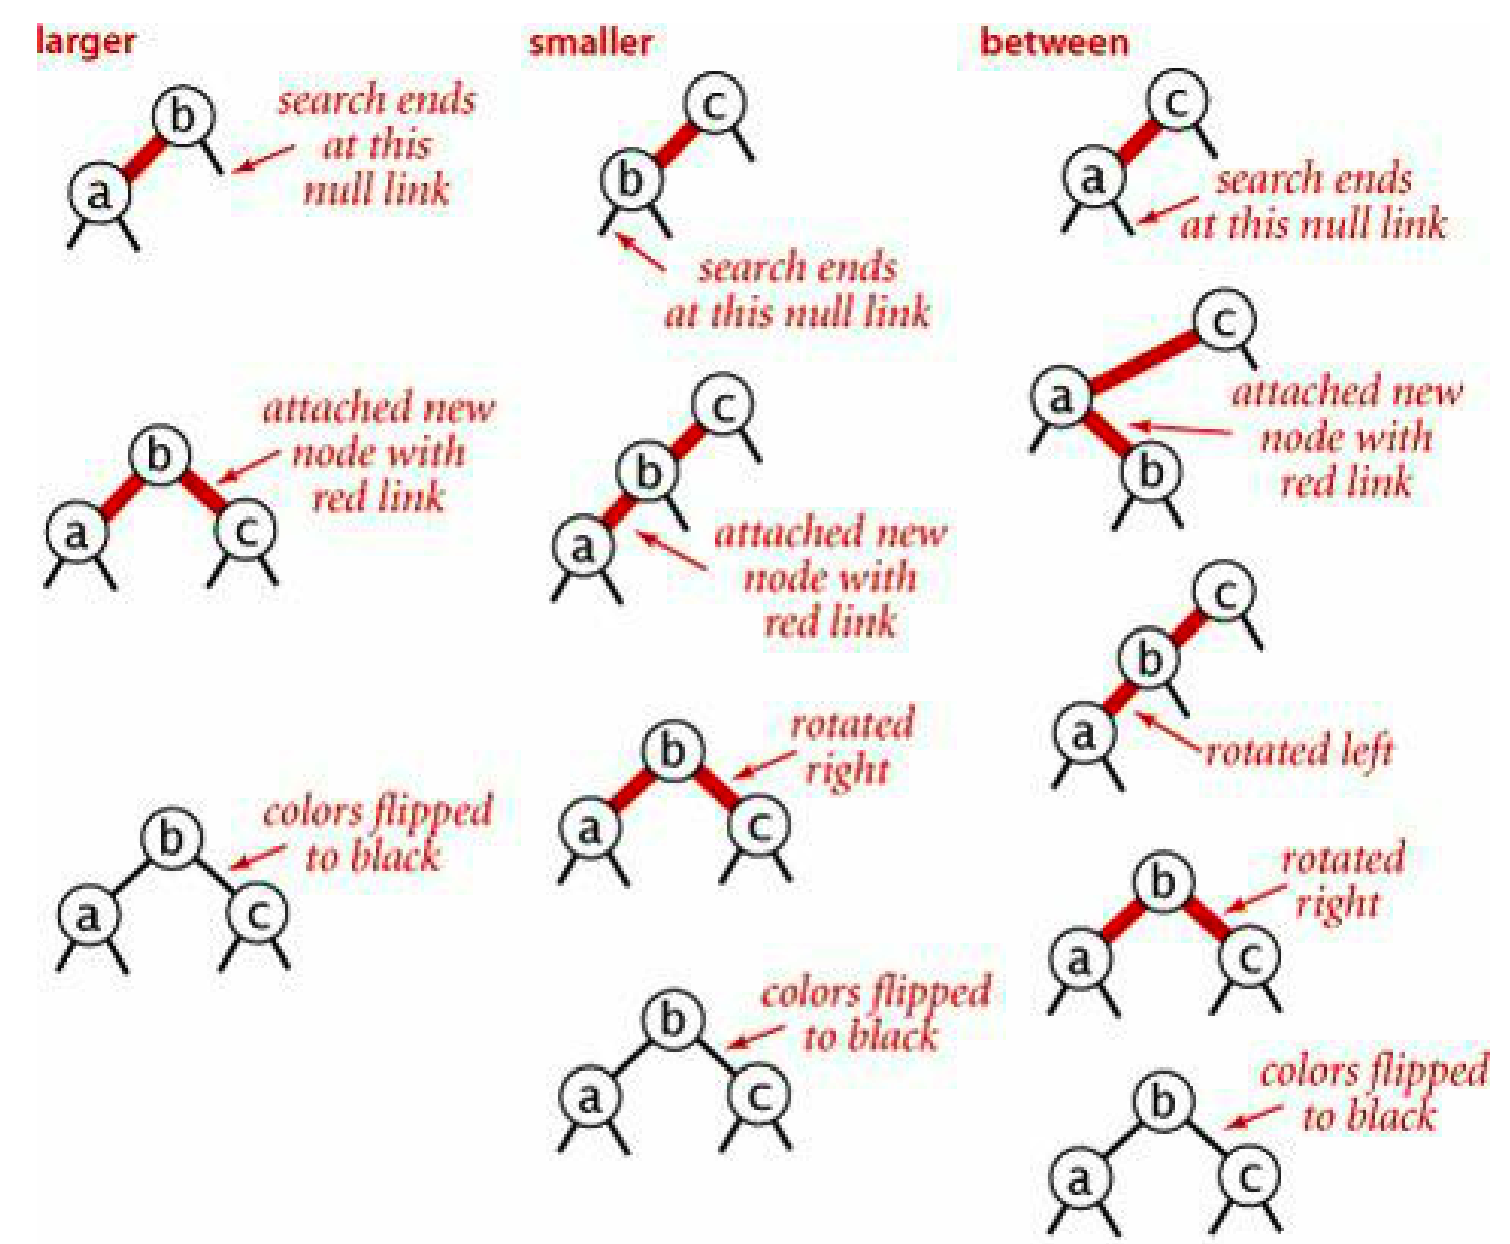 larger
b
search ends
at this
null link
a
attached new
node with
red link
b
a
c
colors flipped
to black
b
a
c
smaller
c
b
search ends
at this null link
c
b
a
attached new
node with
red link
rotated
right
b
a
c
colors flipped
to black
b
a
c
between
c
a
search ends
at this null link
c
a
attached new
node with
red link
b
c
b
a
rotated left
rotated
right
b
a
c
colors flipped
to black
b
a
c